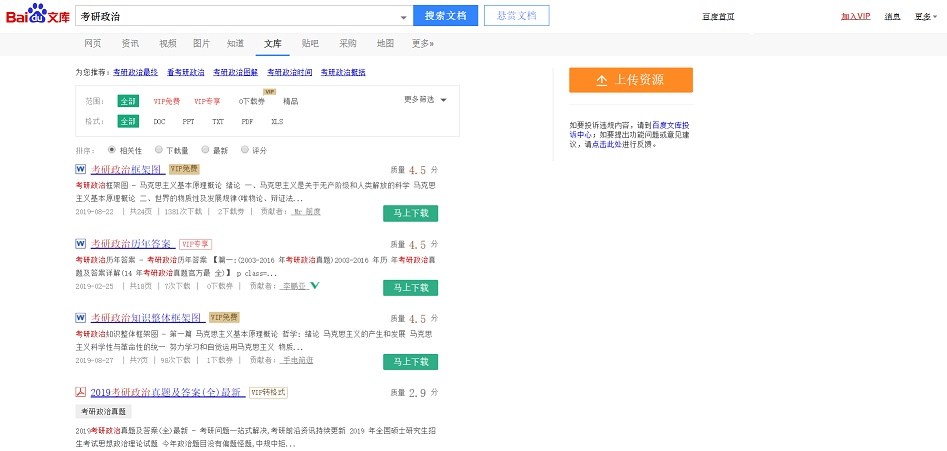 Bai du 文库 考研政治 搜索文档 悬赏文档 百度首页 加入VIP 消息 更多
网页 资讯 视频 图片 知道 文库 贴吧 采购 地图 更多»
为您推荐: 考研政治最终 看考研政治 考研政治图解 考研政治时间 考研政治概括
上传资源
范围: 全部 VIP免费 VIP专享 0下载券 VIP 精品 更多筛选
格式: 全部 DOC PPT TXT PDF XLS
如要投诉违规内容,请到百度文库投
诉中心;如要提出功能问题或意见建
议,请点击此处进行反馈。
排序: 相关性 下载量 最新 评分
考研政治框架图 VIP免费 质量 4.5 分
考研政治框架图 - 马克思主义基本原理概论 绪论 一、马克思主义是关于无产阶级和人类解放的科学 马克思
主义基本原理概论 二、世界的物质性及发展规律(唯物论、辩证法...
2019-08-22 | 共24页 | 1381次下载 | 2下载券 | 贡献者: 马上下载
考研政治历年答案 VIP专享 质量 4.5 分
考研政治历年答案 - 考研政治历年答案 【篇一:(2003-2016 年考研政治真题)2003-2016 年历 年考研政治真
题及答案详解(14 年考研政治真题官方最 全)】 p class=...
2019-02-25 | 共18页 | 7次下载 | 0下载券 | 贡献者: 马上下载
考研政治知识整体框架图 VIP免费 质量 4.5 分
考研政治知识整体框架图 - 第一篇 马克思主义基本原理概论 哲学: 绪论 马克思主义的产生和发展 马克思
主义科学性与革命性的统一 努力学习和自觉运用马克思主义 物质...
2019-08-27 | 共7页 | 98次下载 | 1下载券 | 贡献者: 马上下载
2019考研政治真题及答案(全)最新 VIP转格式 质量 2.9 分
考研政治真题
2019考研政治真题及答案(全)最新 - 考研问题一站式解决,考研前沿资讯持续更新 2019 年全国硕士研究生招
生考试思想政治理论试题 今年政治题目没有偏题怪题,中规中矩...